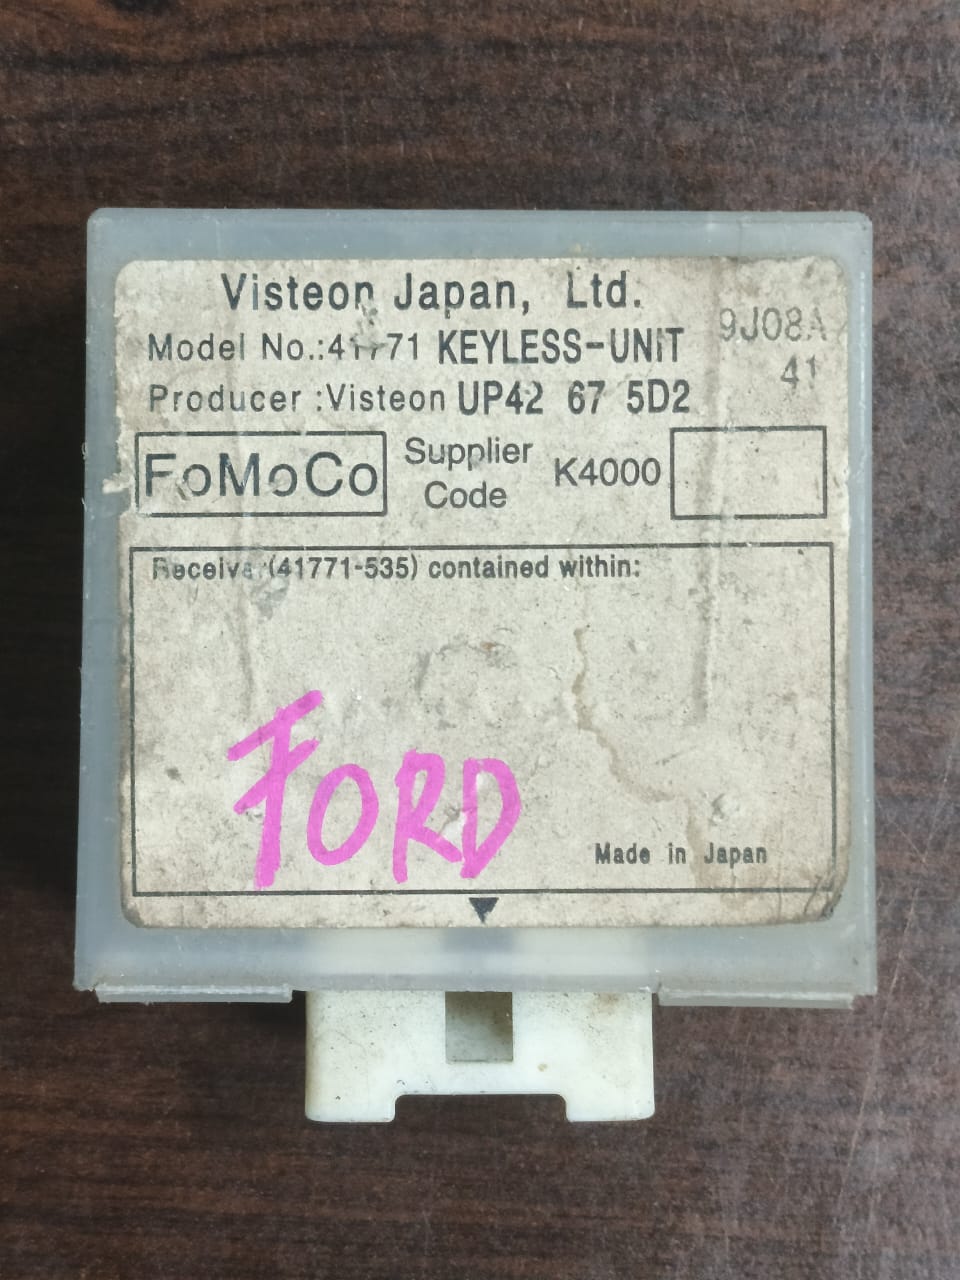 Visteon Japan, Ltd.
Model No.:41771 KEYLESS-UNIT
9J08A
41
Producer :Visteon UP42 67 5D2
FoMoCo
Supplier Code K4000
Receiver(41771-535) contained within:
FORD
Made in Japan